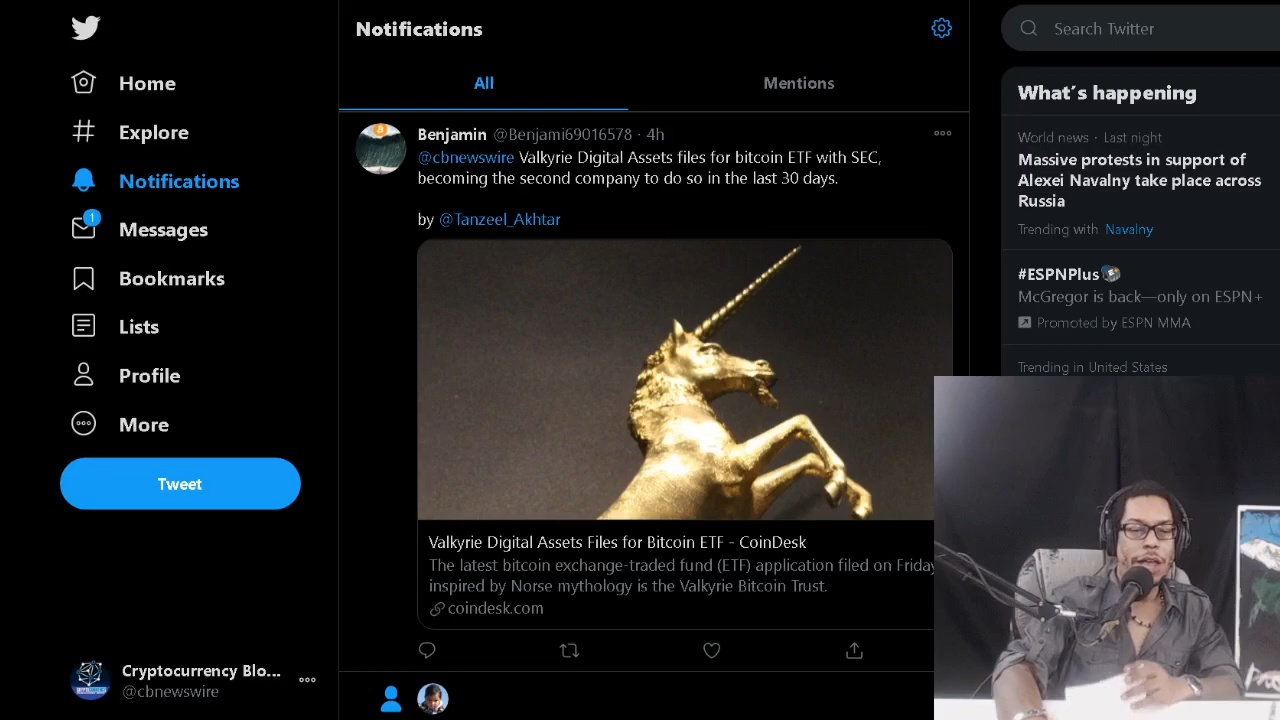 Home
Explore
Notifications
1
Messages
Bookmarks
Lists
Profile
More
Tweet
Cryptocurrency Blo...
@cbnewswire
Notifications
All
Mentions
Benjamin @Benjami69016578 · 4h
@cbnewswire Valkyrie Digital Assets files for bitcoin ETF with SEC,
becoming the second company to do so in the last 30 days.
by @Tanzeel_Akhtar
Valkyrie Digital Assets Files for Bitcoin ETF - CoinDesk
The latest bitcoin exchange-traded fund (ETF) application filed on Friday
inspired by Norse mythology is the Valkyrie Bitcoin Trust.
coindesk.com
Search Twitter
What's happening
World news · Last night
Massive protests in support of
Alexei Navalny take place across
Russia
Trending with Navalny
#ESPNPlus
McGregor is back—only on ESPN+
Promoted by ESPN MMA
Trending in United States